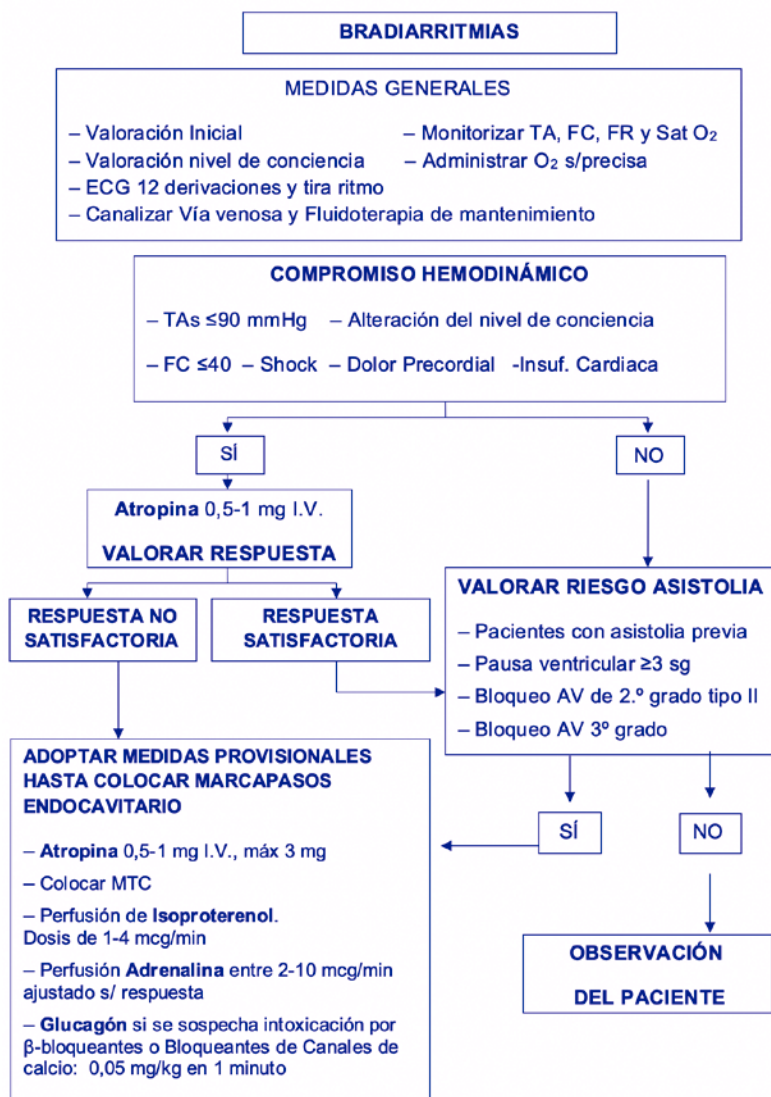 BRADIARRITMIAS
MEDIDAS GENERALES
– Valoración Inicial
– Monitorizar TA, FC, FR y Sat O₂
– Valoración nivel de conciencia
– Administrar O₂ s/precisa
– ECG 12 derivaciones y tira ritmo
– Canalizar Vía venosa y Fluidoterapia de mantenimiento
COMPROMISO HEMODINÁMICO
– TAs ≤90 mmHg – Alteración del nivel de conciencia
– FC ≤40 – Shock – Dolor Precordial -Insuf. Cardiaca
SÍ
NO
Atropina 0,5-1 mg I.V.
VALORAR RESPUESTA
RESPUESTA NO
SATISFACTORIA
RESPUESTA
SATISFACTORIA
VALORAR RIESGO ASISTOLIA
– Pacientes con asistolia previa
– Pausa ventricular ≥3 sg
– Bloqueo AV de 2.º grado tipo II
– Bloqueo AV 3º grado
ADOPTAR MEDIDAS PROVISIONALES
HASTA COLOCAR MARCAPASOS
ENDOCAVITARIO
– Atropina 0,5-1 mg I.V., máx 3 mg
– Colocar MTC
– Perfusión de Isoproterenol.
Dosis de 1-4 mcg/min
– Perfusión Adrenalina entre 2-10 mcg/min
ajustado s/ respuesta
– Glucagón si se sospecha intoxicación por
β-bloqueantes o Bloqueantes de Canales de
calcio: 0,05 mg/kg en 1 minuto
SÍ
NO
OBSERVACIÓN
DEL PACIENTE